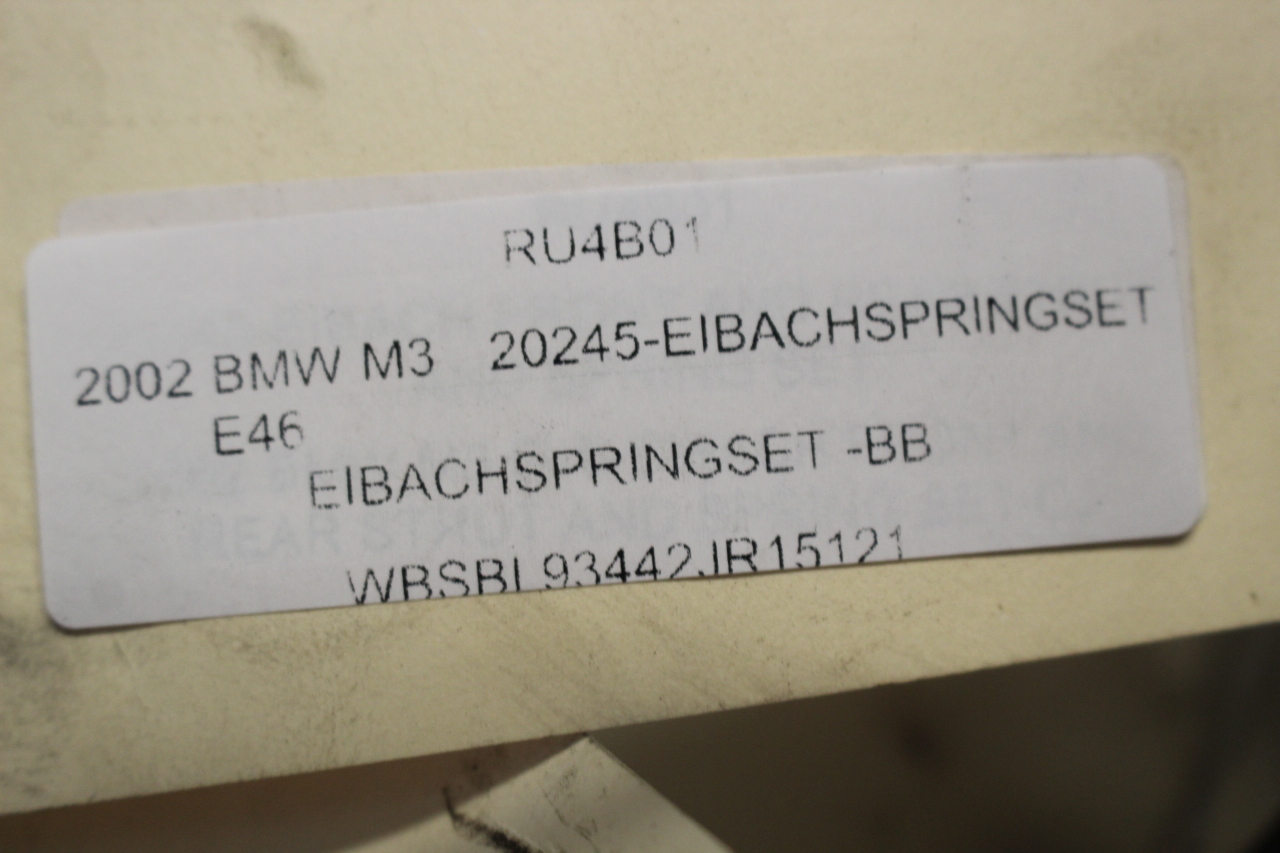 RU4B01
2002 BMW M3 20245-EIBACHSPRINGSET
E46
EIBACHSPRINGSET -BB
WBSBL93442JR15121